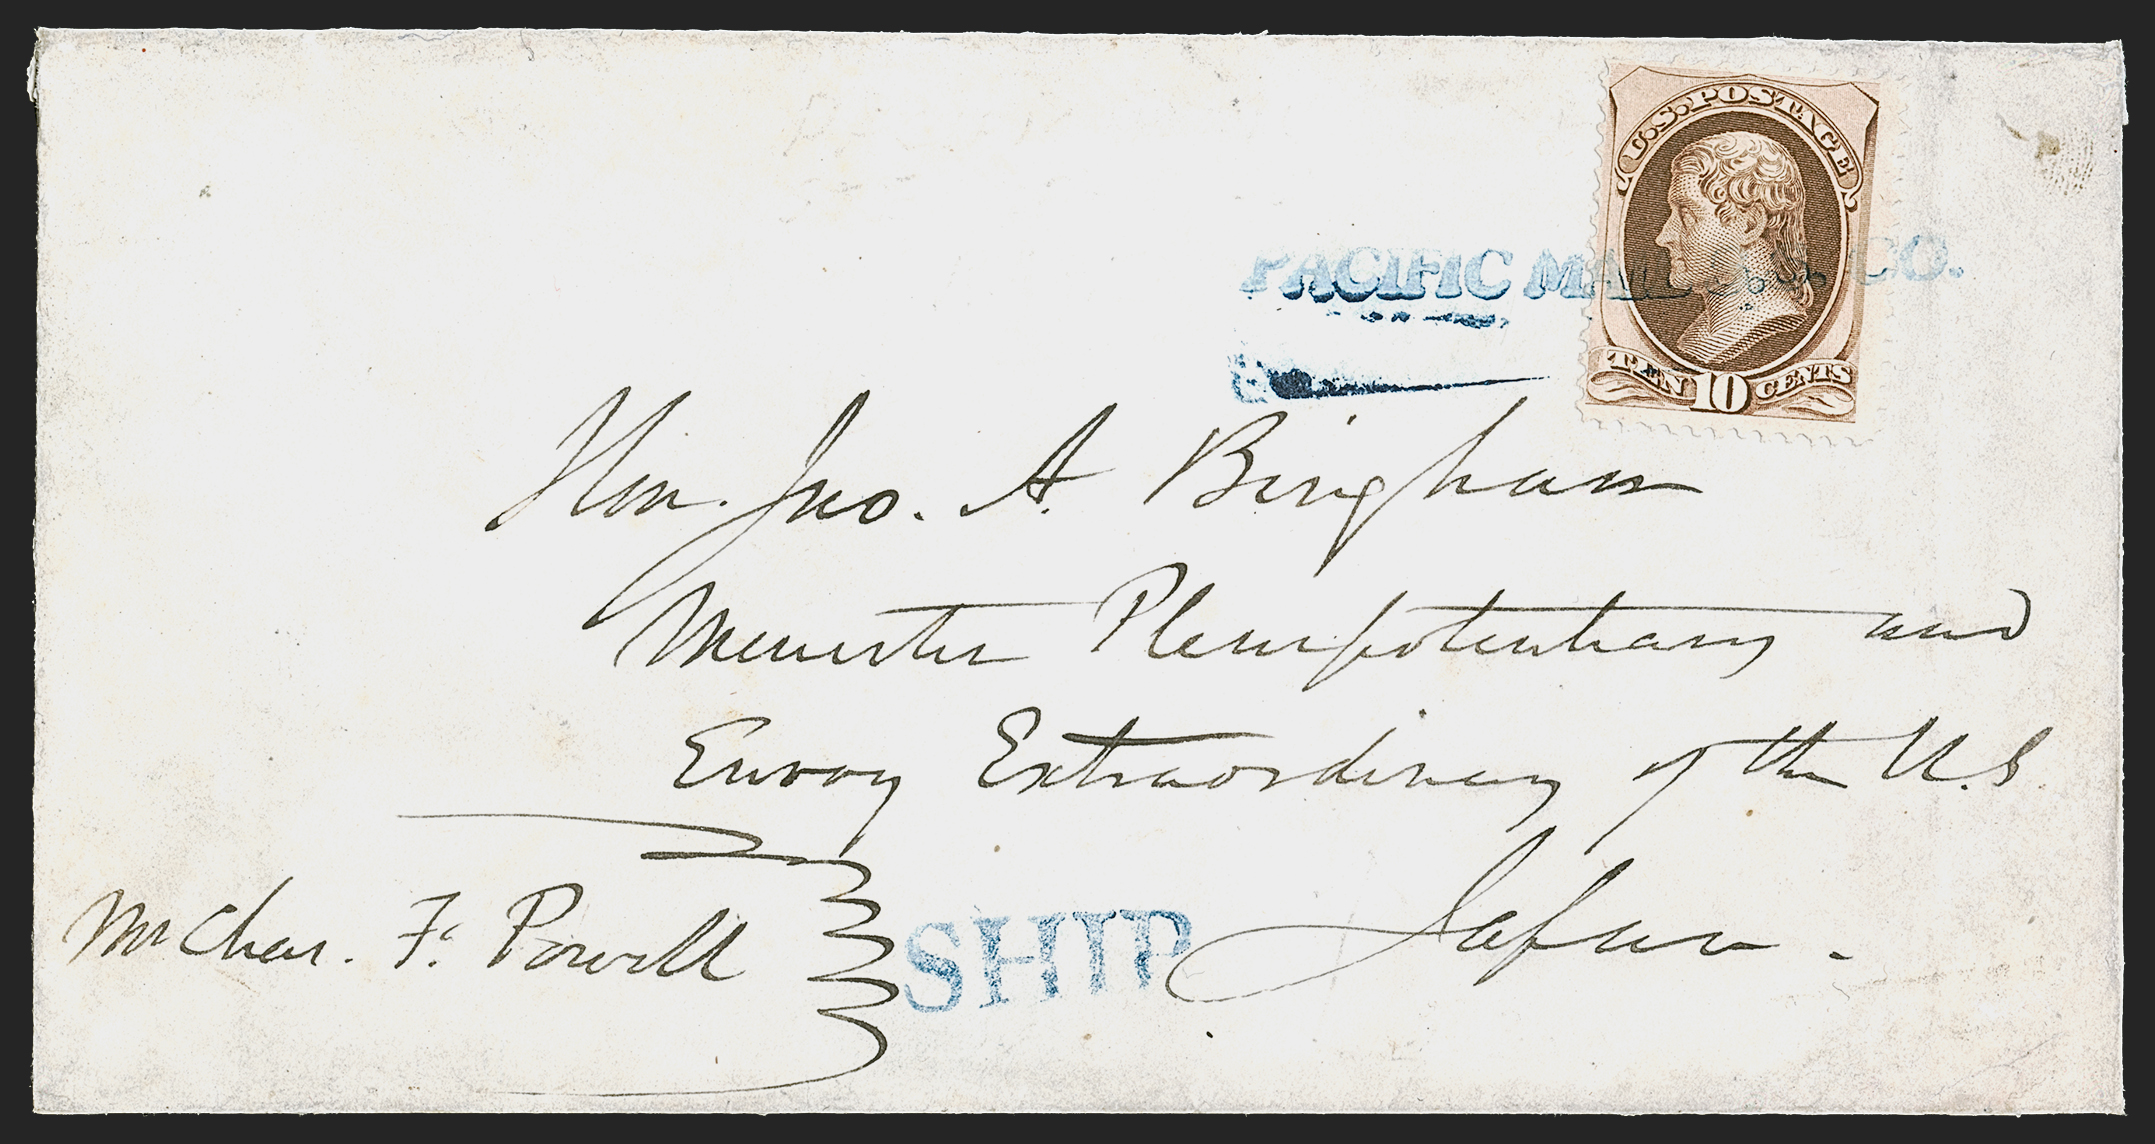 U.S. POSTAGE
PACIFIC MAIL S. S. CO.
TEN 10 CENTS
Hon. Jno. A. Bingham
Minister Plenipotentiary and
Envoy Extraordinary of the U.S
Japan.
Mr Chas. F. Powell
SHIP